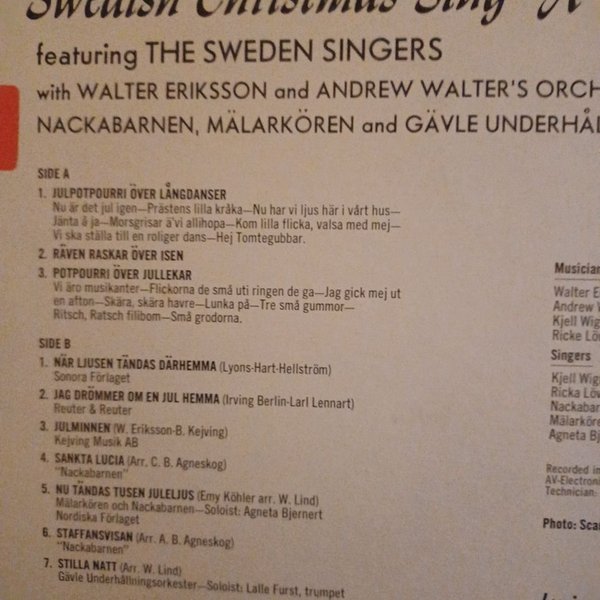 Swedish Christmas Sing A
featuring THE SWEDEN SINGERS
with WALTER ERIKSSON and ANDREW WALTER'S ORCH
NACKABARNEN, MÄLARKÖREN and GÄVLE UNDERHÅL
SIDE A
1. JULPOTPOURRI ÖVER LÅNGDANSER
Nu är det jul igen—Prästens lilla kråka—Nu har vi ljus här i vårt hus—
Jänta å ja—Morsgrisar ä'vi allihopa—Kom lilla flicka, valsa med mej—
Vi ska ställa till en roliger dans—Hej Tomtegubbar.
2. RÄVEN RASKAR ÖVER ISEN
3. POTPOURRI ÖVER JULLEKAR
Vi äro musikanter—Flickorna de små uti ringen de ga—Jag gick mej ut
en afton—Skära, skära havre—Lunka på—Tre små gummor—
Ritsch, Ratsch filibom—Små grodorna.
SIDE B
1. NÄR LJUSEN TÄNDAS DÄRHEMMA (Lyons-Hart-Hellström)
Sonora Förlaget
2. JAG DRÖMMER OM EN JUL HEMMA (Irving Berlin-Larl Lennart)
Reuter & Reuter
3. JULMINNEN (W. Eriksson-B. Kejving)
Kejving Musik AB
4. SANKTA LUCIA (Arr. C. B. Agneskog)
"Nackabarnen"
5. NU TÄNDAS TUSEN JULELJUS (Emy Köhler arr. W. Lind)
Mälarkören och Nackabarnen—Soloist: Agneta Bjernert
Nordiska Förlaget
6. STAFFANSVISAN (Arr. A. B. Agneskog)
"Nackabarnen"
7. STILLA NATT (Arr. W. Lind)
Gävle Underhållningsorkester—Soloist: Lalle Furst, trumpet
Musician
Walter E
Andrew W
Kjell Wig
Ricke Lö
Singers
Kjell Wig
Ricka Löv
Nackabar
Mälarköre
Agneta Bj
Recorded in
AV-Electroni
Technician:
Photo: Scan